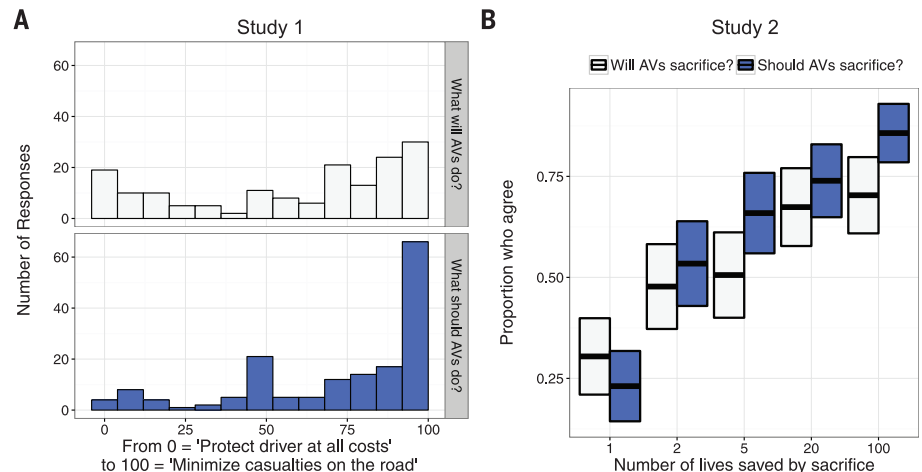 A
Study 1
Number of Responses
60
40
20
0
What will AVs do?
60
40
20
0
What should AVs do?
0
25
50
75
100
From 0 = 'Protect driver at all costs'
to 100 = 'Minimize casualties on the road'
B
Study 2
Will AVs sacrifice?
Should AVs sacrifice?
Proportion who agree
0.75
0.50
0.25
1
2
5
20
100
Number of lives saved by sacrifice